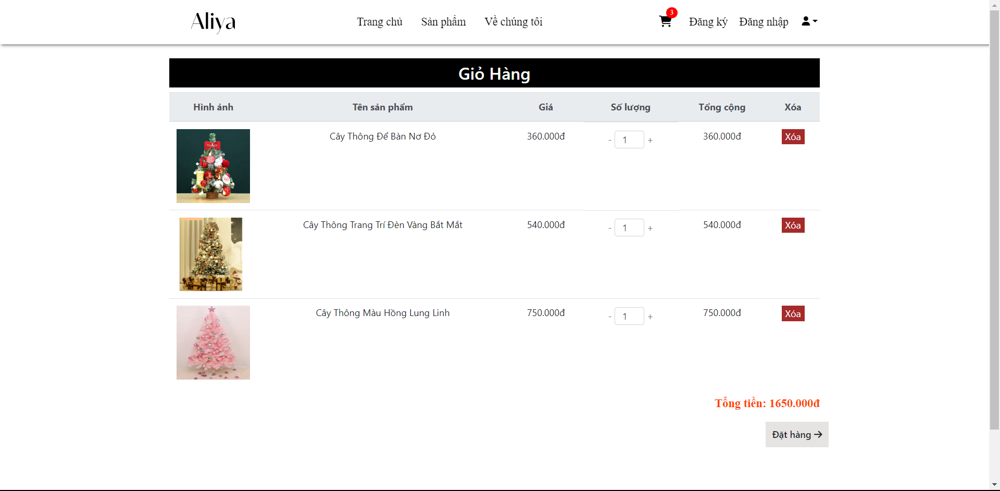 Aliya
Trang chủ Sản phẩm Về chúng tôi 3 Đăng ký Đăng nhập
Giỏ Hàng
Hình ảnh Tên sản phẩm Giá Số lượng Tổng cộng Xóa
Cây Thông Để Bàn Nơ Đỏ 360.000đ - 1 + 360.000đ Xóa
Cây Thông Trang Trí Đèn Vàng Bắt Mắt 540.000đ - 1 + 540.000đ Xóa
Cây Thông Màu Hồng Lung Linh 750.000đ - 1 + 750.000đ Xóa
Tổng tiền: 1650.000đ
Đặt hàng →